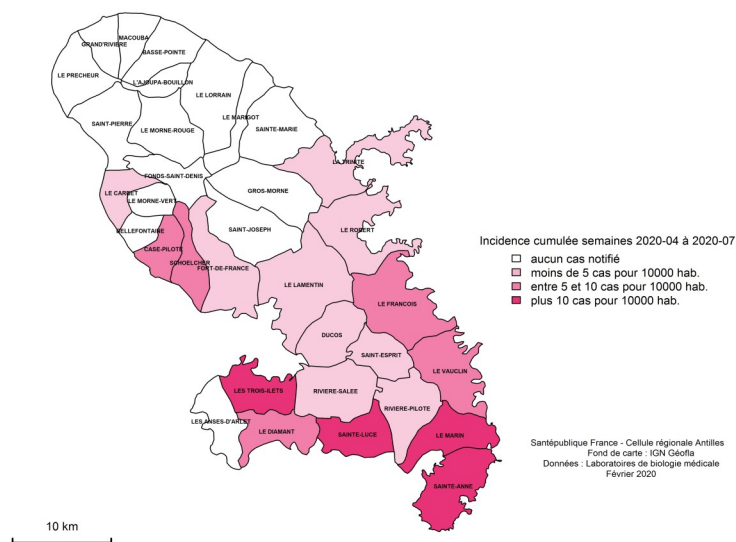 MACOUBA
GRAND'RIVIERE
BASSE-POINTE
LE PRECHEUR
L'AJOUPA-BOUILLON
LE LORRAIN
SAINT-PIERRE
LE MARIGOT
LE MORNE-ROUGE
SAINTE-MARIE
LA TRINITE
FONDS-SAINT-DENIS
LE CARBET
GROS-MORNE
LE MORNE-VERT
BELLEFONTAINE
SAINT-JOSEPH
LE ROBERT
CASE-PILOTE
SCHOELCHER
FORT-DE-FRANCE
LE LAMENTIN
LE FRANCOIS
DUCOS
SAINT-ESPRIT
LE VAUCLIN
LES TROIS-ILETS
RIVIERE-SALEE
RIVIERE-PILOTE
LES ANSES-D'ARLET
LE DIAMANT
SAINTE-LUCE
LE MARIN
SAINTE-ANNE
Incidence cumulée semaines 2020-04 à 2020-07
aucun cas notifié
moins de 5 cas pour 10000 hab.
entre 5 et 10 cas pour 10000 hab.
plus 10 cas pour 10000 hab.
Santépublique France - Cellule régionale Antilles
Fond de carte : IGN Géofla
Données : Laboratoires de biologie médicale
Février 2020
10 km